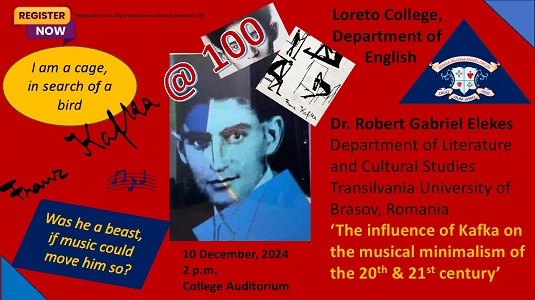 REGISTER
NOW
I am a cage,
in search of a
bird
Kafka
Franz
@ 100
Franz Kafka
Was he a beast,
if music could
move him so?
10 December, 2024
2 p.m.
College Auditorium
Loreto College,
Department of
English
Dr. Robert Gabriel Elekes
Department of Literature
and Cultural Studies
Transilvania University of
Brasov, Romania
‘The influence of Kafka on
the musical minimalism of
the 20th & 21st century’